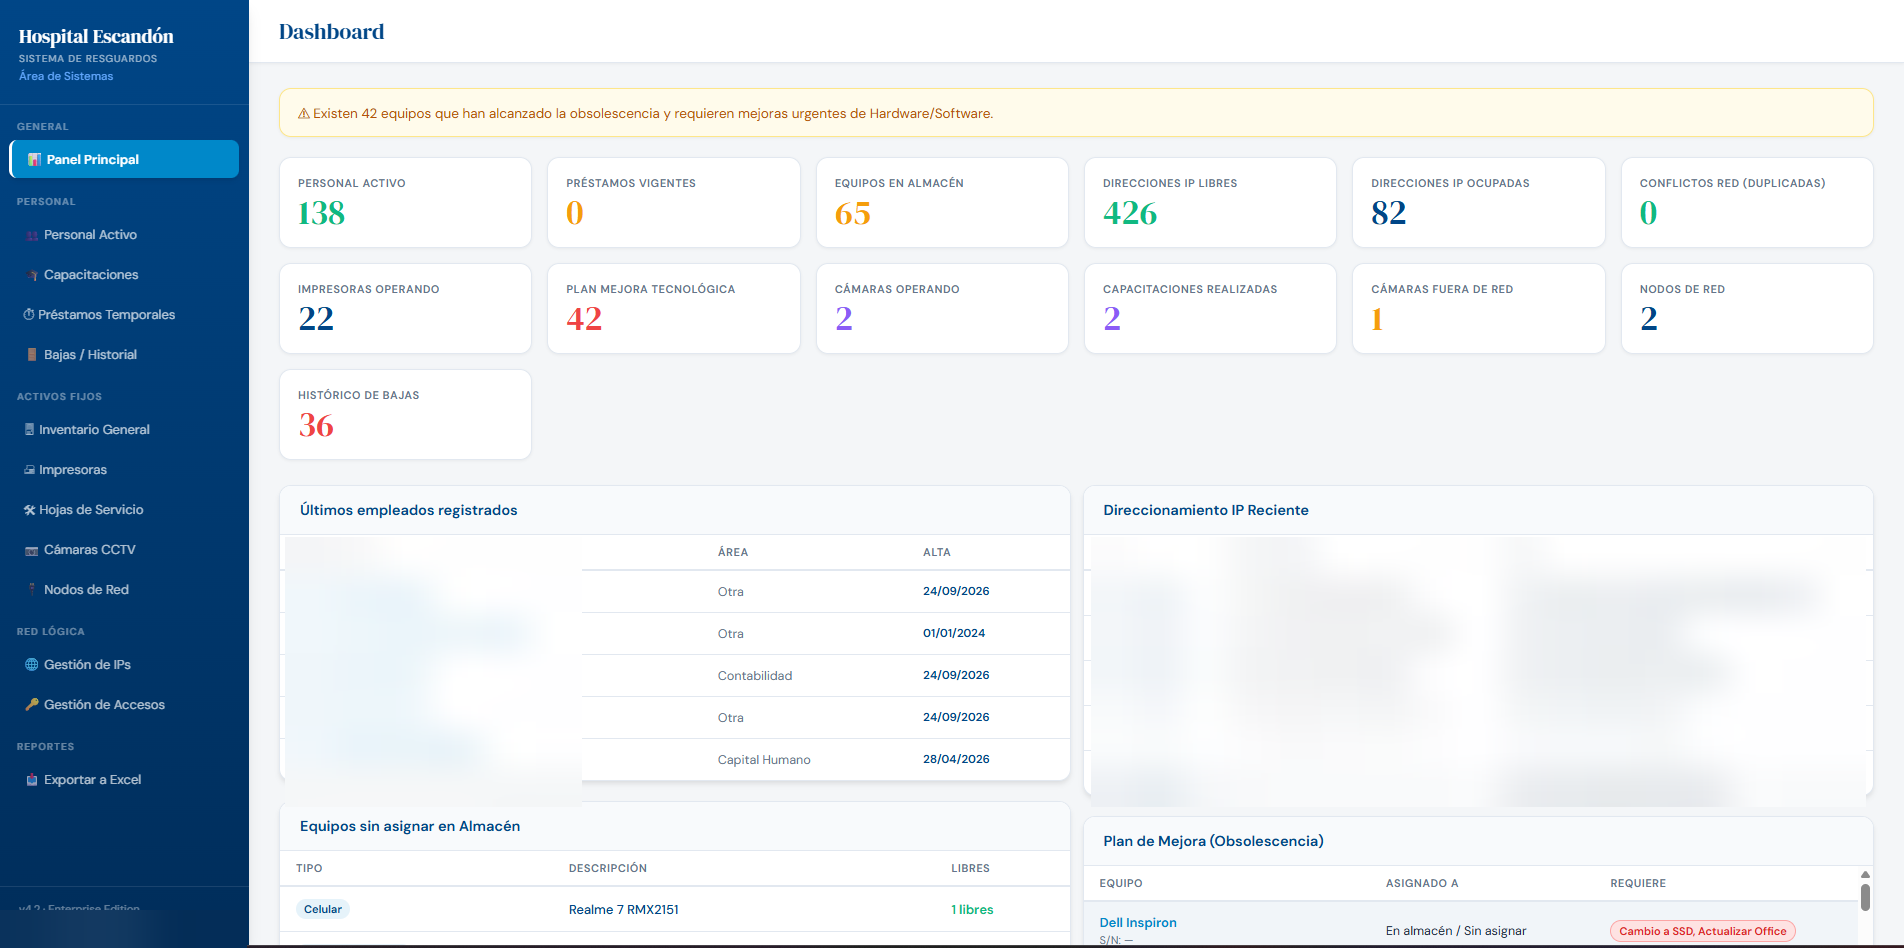 Hospital Escandón
SISTEMA DE RESGUARDOS
Área de Sistemas
GENERAL
Panel Principal
PERSONAL
Personal Activo
Capacitaciones
Préstamos Temporales
Bajas / Historial
ACTIVOS FIJOS
Inventario General
Impresoras
Hojas de Servicio
Cámaras CCTV
Nodos de Red
RED LÓGICA
Gestión de IPs
Gestión de Accesos
REPORTES
Exportar a Excel
v4.2 · Enterprise Edition
Dashboard
⚠ Existen 42 equipos que han alcanzado la obsolescencia y requieren mejoras urgentes de Hardware/Software.
PERSONAL ACTIVO
138
PRÉSTAMOS VIGENTES
0
EQUIPOS EN ALMACÉN
65
DIRECCIONES IP LIBRES
426
DIRECCIONES IP OCUPADAS
82
CONFLICTOS RED (DUPLICADAS)
0
IMPRESORAS OPERANDO
22
PLAN MEJORA TECNOLÓGICA
42
CÁMARAS OPERANDO
2
CAPACITACIONES REALIZADAS
2
CÁMARAS FUERA DE RED
1
NODOS DE RED
2
HISTÓRICO DE BAJAS
36
Últimos empleados registrados
ÁREA ALTA
Otra 24/09/2026
Otra 01/01/2024
Contabilidad 24/09/2026
Otra 24/09/2026
Capital Humano 28/04/2026
Direccionamiento IP Reciente
Equipos sin asignar en Almacén
TIPO DESCRIPCIÓN LIBRES
Celular Realme 7 RMX2151 1 libres
Plan de Mejora (Obsolescencia)
EQUIPO ASIGNADO A REQUIERE
Dell Inspiron
S/N: —
En almacén / Sin asignar
Cambio a SSD, Actualizar Office